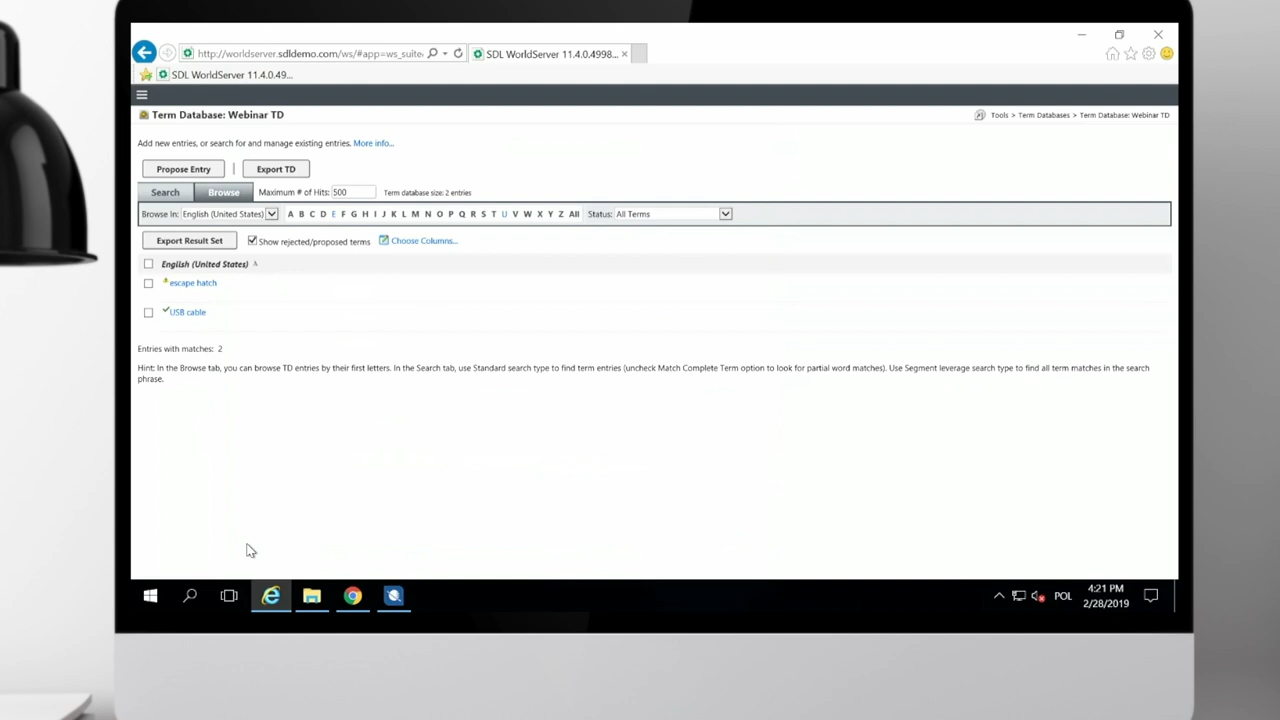 http://worldserver.sdldemo.com/ws/#app=ws_suite
SDL WorldServer 11.4.0.4998...
SDL WorldServer 11.4.0.49...
Term Database: Webinar TD
Tools > Term Databases > Term Database: Webinar TD
Add new entries, or search for and manage existing entries. More info...
Propose Entry | Export TD
Search Browse Maximum # of Hits: 500 Term database size: 2 entries
Browse In: English (United States) A B C D E F G H I J K L M N O P Q R S T U V W X Y Z All Status: All Terms
Export Result Set Show rejected/proposed terms Choose Columns...
English (United States)
escape hatch
USB cable
Entries with matches: 2
Hint: In the Browse tab, you can browse TD entries by their first letters. In the Search tab, use Standard search type to find term entries (uncheck Match Complete Term option to look for partial word matches). Use Segment leverage search type to find all term matches in the search
phrase.
POL
4:21 PM
2/28/2019